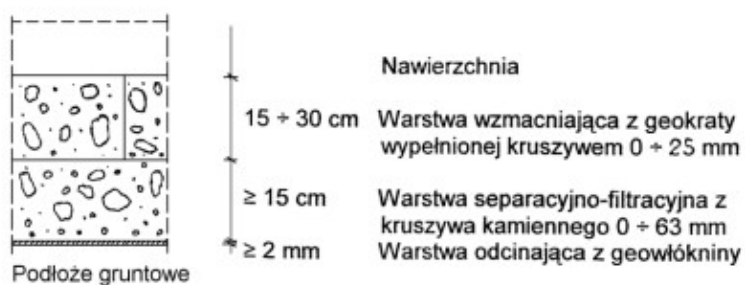 Nawierzchnia
15 ÷ 30 cm Warstwa wzmacniająca z geokraty
wypełnionej kruszywem 0 ÷ 25 mm
≥ 15 cm Warstwa separacyjno-filtracyjna z
kruszywa kamiennego 0 ÷ 63 mm
≥ 2 mm Warstwa odcinająca z geowłókniny
Podłoże gruntowe